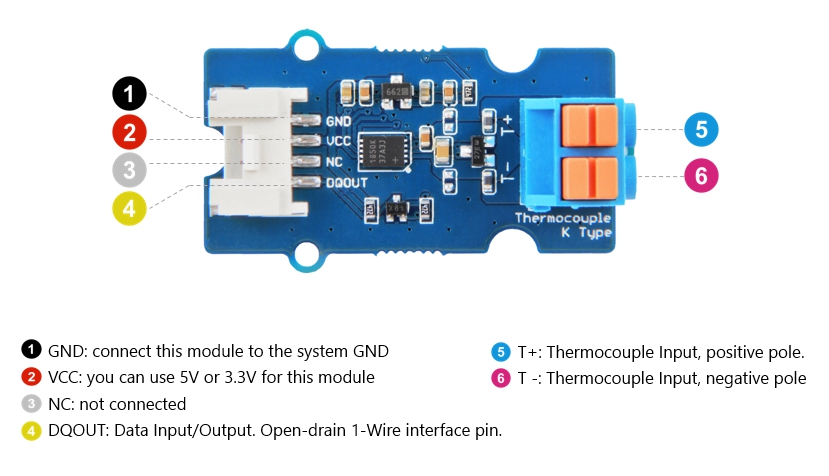 1
2
3
4
5
6
GND
VCC
NC
DQOUT
662
1850K
37A3J
+
T+
T-
Thermocouple
K Type
1 GND: connect this module to the system GND
2 VCC: you can use 5V or 3.3V for this module
3 NC: not connected
4 DQOUT: Data Input/Output. Open-drain 1-Wire interface pin.
5 T+: Thermocouple Input, positive pole.
6 T -: Thermocouple Input, negative pole